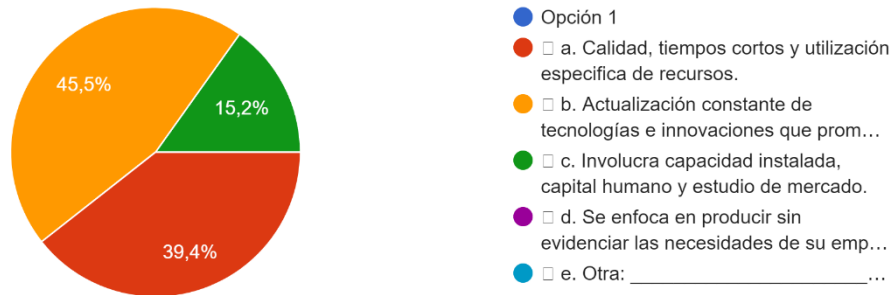 45,5%
15,2%
39,4%
Opción 1
□ a. Calidad, tiempos cortos y utilización
especifica de recursos.
□ b. Actualización constante de
tecnologías e innovaciones que prom…
□ c. Involucra capacidad instalada,
capital humano y estudio de mercado.
□ d. Se enfoca en producir sin
evidenciar las necesidades de su emp…
□ e. Otra: ______________________…